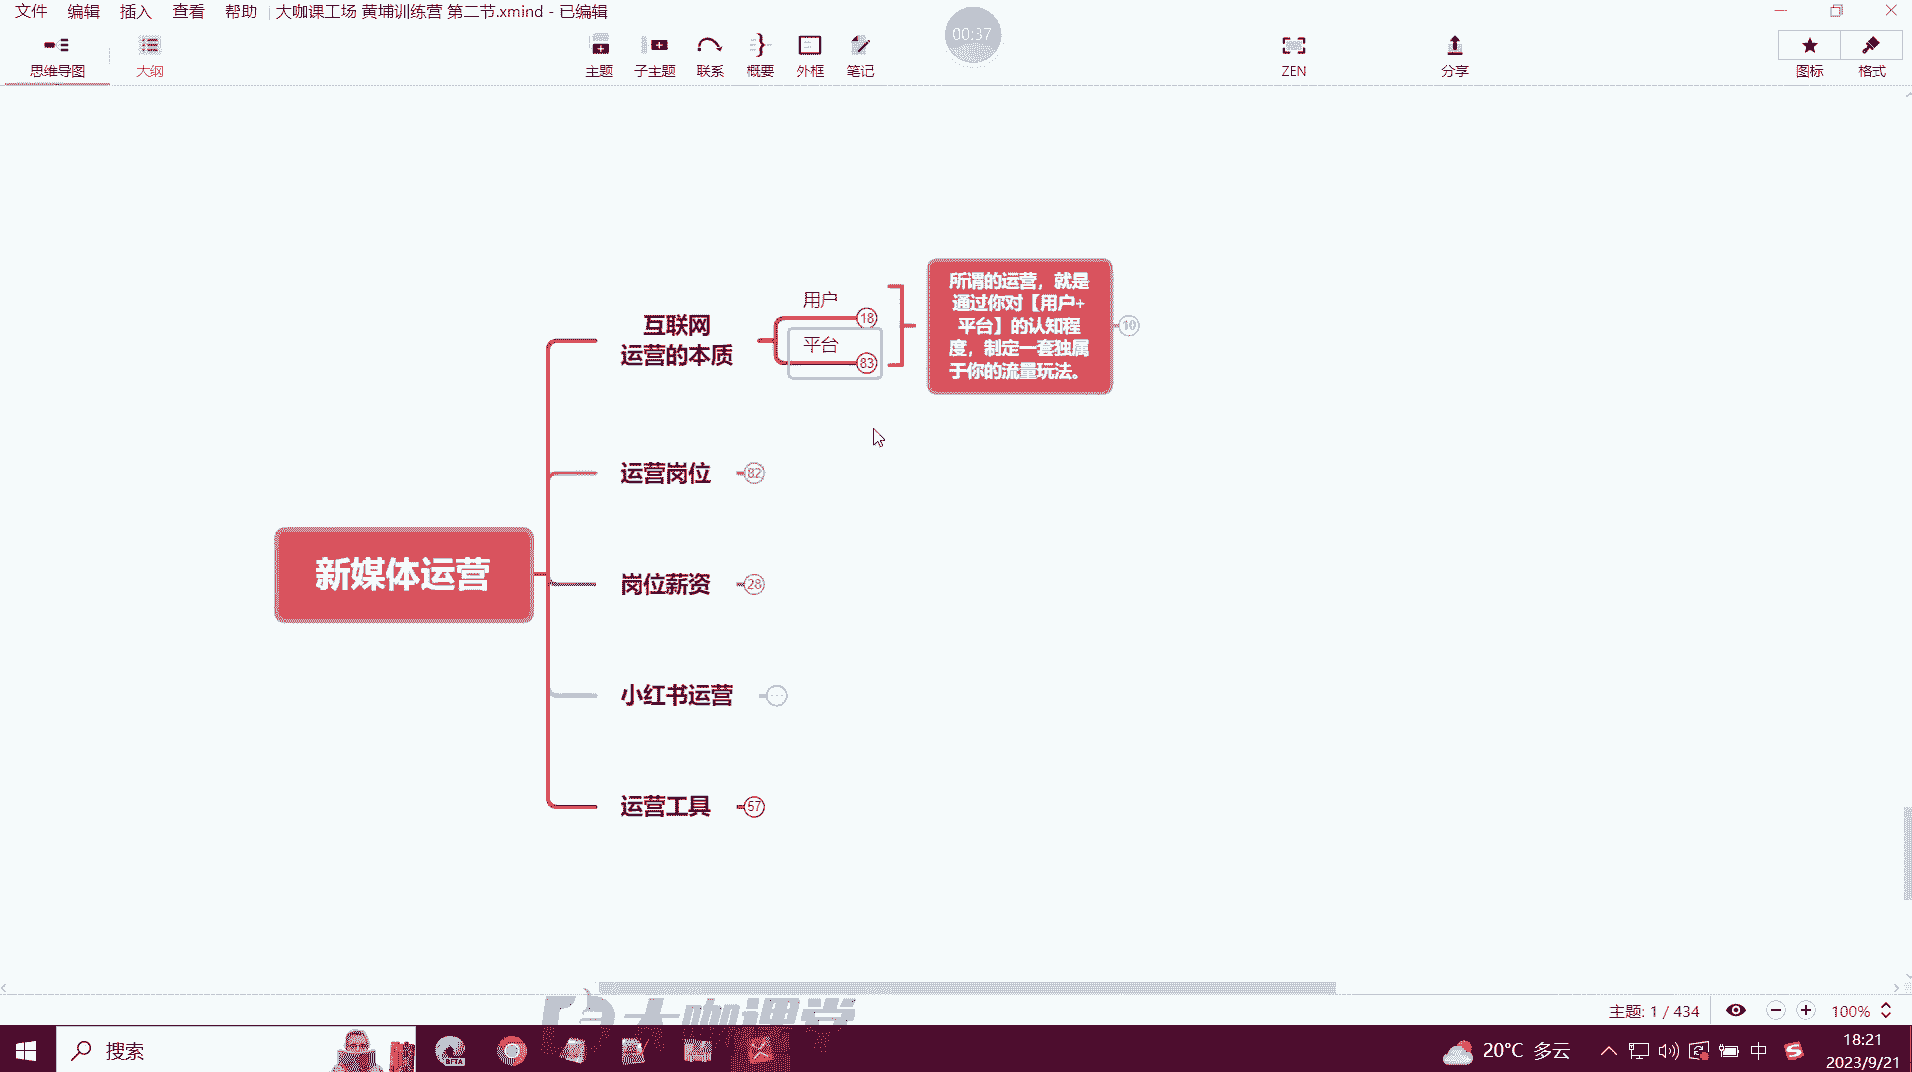 文件 编辑 插入 查看 帮助 大咖课工场 黄埔训练营 第二节.xmind - 已编辑
00:37
思维导图 大纲 主题 子主题 联系 概要 外框 笔记 ZEN 分享 图标 格式
互联网
运营的本质
用户
18
平台
83
所谓的运营，就是
通过你对【用户+
平台】的认知程
度，制定一套独属
于你的流量玩法。
10
运营岗位
82
新媒体运营
岗位薪资
28
小红书运营
运营工具
57
大咖课堂
主题: 1 / 434
100%
搜索
BETA
20°C 多云
中
18:21
2023/9/21